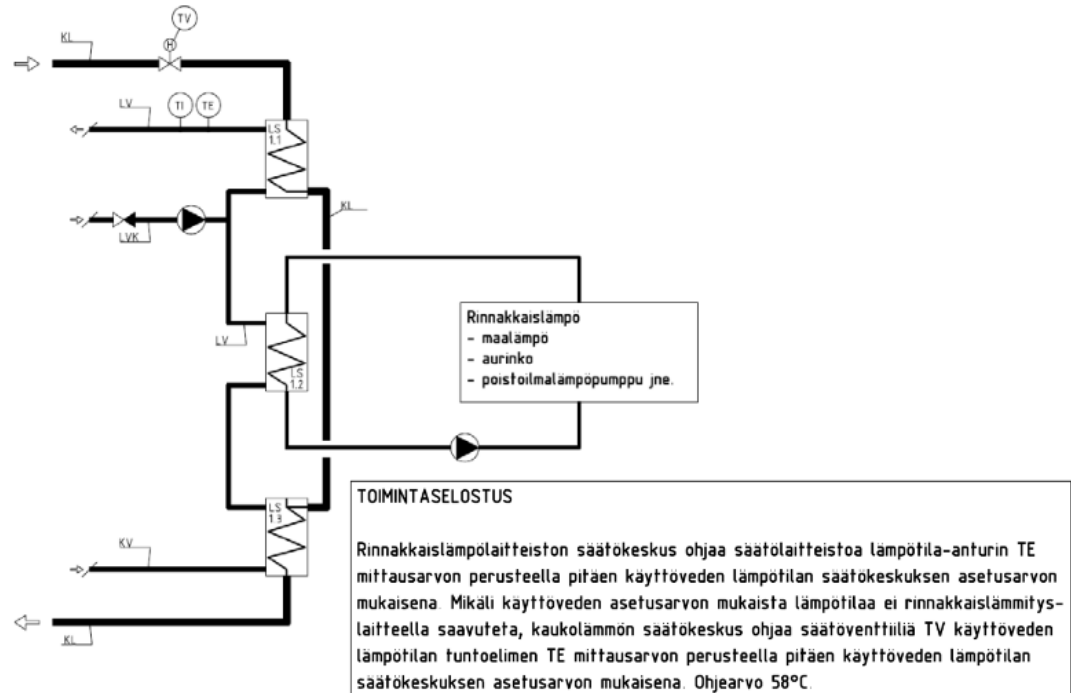 TV
H
KL
LV
TI
TE
LS
1.1
KL
LVK
Rinnakkaislämpö
- maalämpö
- aurinko
- poistoilmalämpöpumppu jne.
LV
LS
1.2
TOIMINTASELOSTUS
LS
1.3
Rinnakkaislämpölaitteiston säätökeskus ohjaa säätölaitteistoa lämpötila-anturin TE
mittausarvon perusteella pitäen käyttöveden lämpötilan säätökeskuksen asetusarvon
mukaisena. Mikäli käyttöveden asetusarvon mukaista lämpötilaa ei rinnakkaislämmitys-
laitteella saavuteta, kaukolämmön säätökeskus ohjaa säätöventtiiliä TV käyttöveden
lämpötilan tuntoelimen TE mittausarvon perusteella pitäen käyttöveden lämpötilan
säätökeskuksen asetusarvon mukaisena. Ohjearvo 58°C.
KV
KL